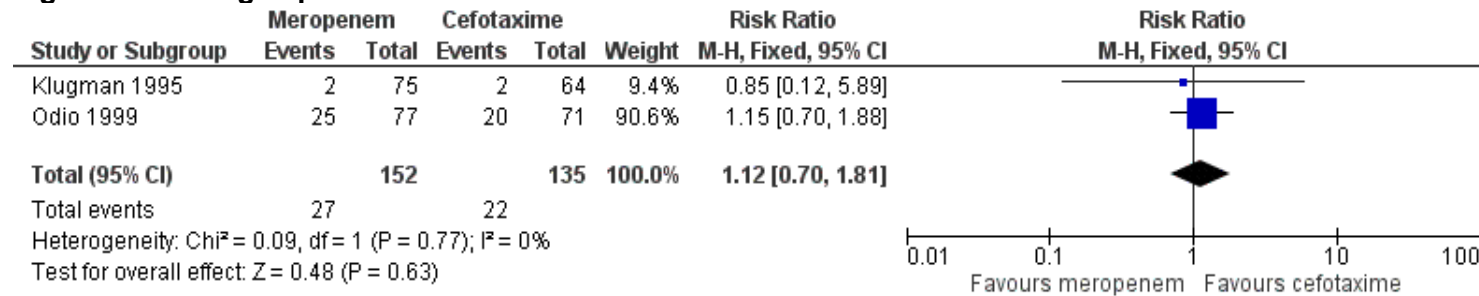 Meropenem Cefotaxime Risk Ratio Risk Ratio
Study or Subgroup Events Total Events Total Weight M-H, Fixed, 95% CI M-H, Fixed, 95% CI
Klugman 1995 2 75 2 64 9.4% 0.85 [0.12, 5.89]
Odio 1999 25 77 20 71 90.6% 1.15 [0.70, 1.88]
Total (95% CI) 152 135 100.0% 1.12 [0.70, 1.81]
Total events 27 22
Heterogeneity: Chi² = 0.09, df = 1 (P = 0.77); I² = 0%
Test for overall effect: Z = 0.48 (P = 0.63)
0.01 0.1 1 10 100
Favours meropenem Favours cefotaxime